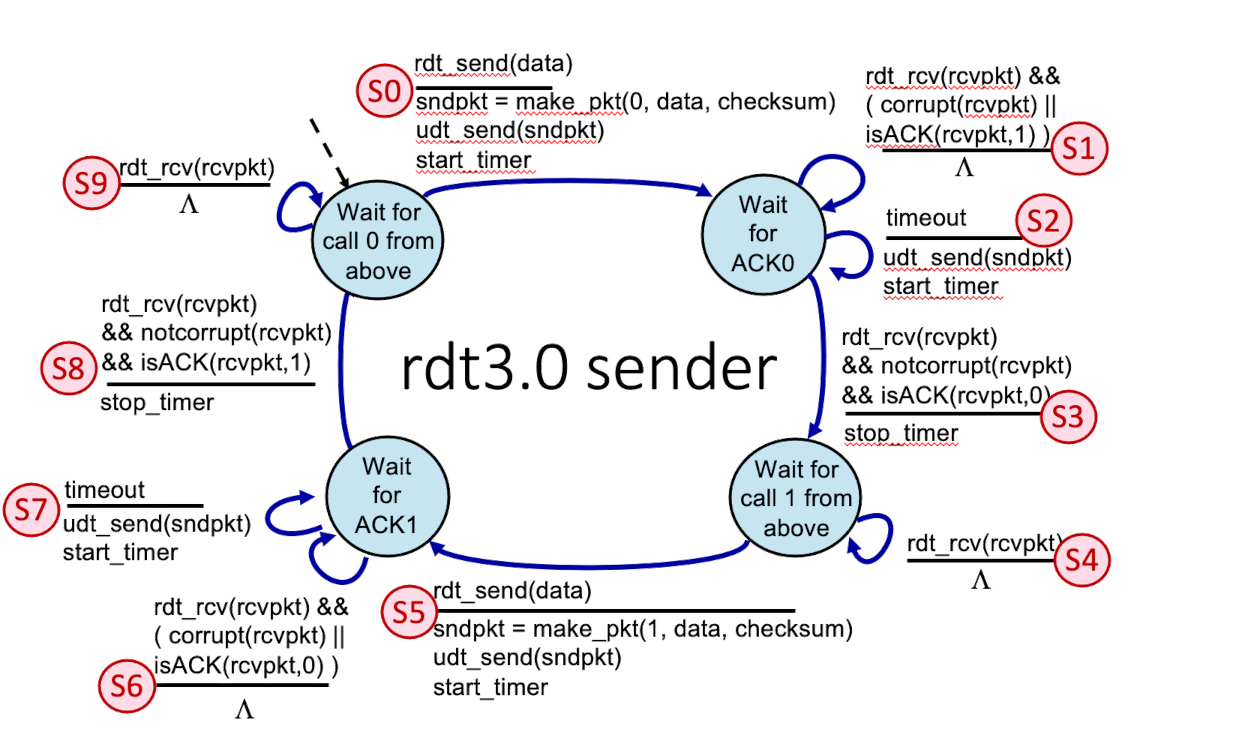 S0
rdt_send(data)
sndpkt = make_pkt(0, data, checksum)
udt_send(sndpkt)
start_timer
rdt_rcv(rcvpkt) &&
( corrupt(rcvpkt) ||
isACK(rcvpkt,1) )
S1
Λ
S9
rdt_rcv(rcvpkt)
Λ
Wait for
call 0 from
above
Wait
for
ACK0
timeout
S2
udt_send(sndpkt)
start_timer
rdt_rcv(rcvpkt)
&& notcorrupt(rcvpkt)
&& isACK(rcvpkt,1)
S8
stop_timer
rdt3.0 sender
rdt_rcv(rcvpkt)
&& notcorrupt(rcvpkt)
&& isACK(rcvpkt,0)
S3
stop_timer
Wait
for
ACK1
Wait for
call 1 from
above
S7
timeout
udt_send(sndpkt)
start_timer
rdt_rcv(rcvpkt)
S4
Λ
rdt_rcv(rcvpkt) &&
( corrupt(rcvpkt) ||
isACK(rcvpkt,0) )
S6
Λ
S5
rdt_send(data)
sndpkt = make_pkt(1, data, checksum)
udt_send(sndpkt)
start_timer